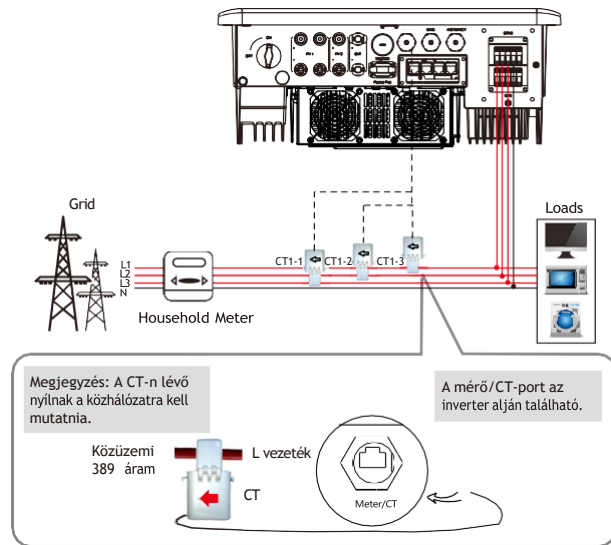 Grid
L1
L2
L3
N
Household Meter
CT1-1
CT1-2
CT1-3
Loads
Megjegyzés: A CT-n lévő
nyílnak a közhálózatra kell
mutatnia.
A mérő/CT-port az
inverter alján található.
Közüzemi
389 áram
L vezeték
CT
Meter/CT